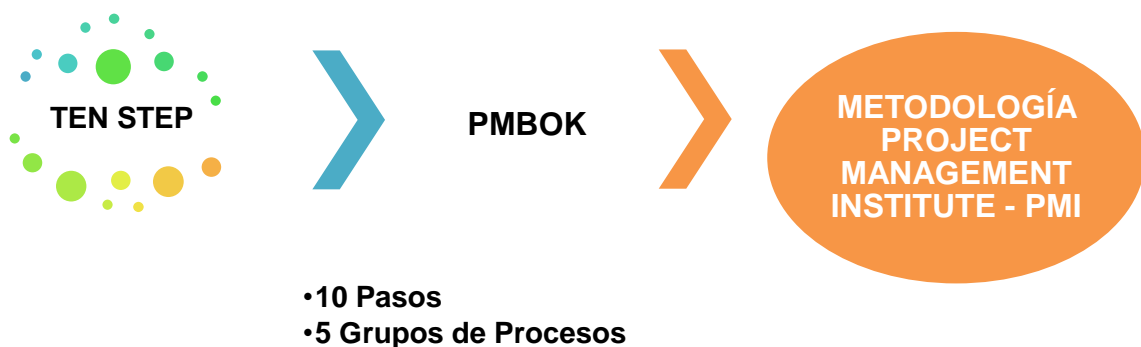 TEN STEP
PMBOK
METODOLOGÍA
PROJECT
MANAGEMENT
INSTITUTE - PMI
•10 Pasos
•5 Grupos de Procesos